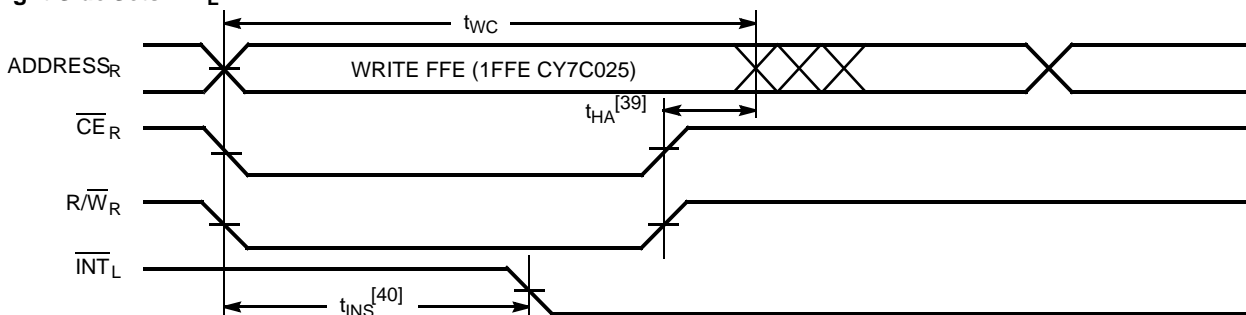 tWC
ADDRESSR
WRITE FFE (1FFE CY7C025)
tHA[39]
CER
R/WR
INTL
tINS[40]